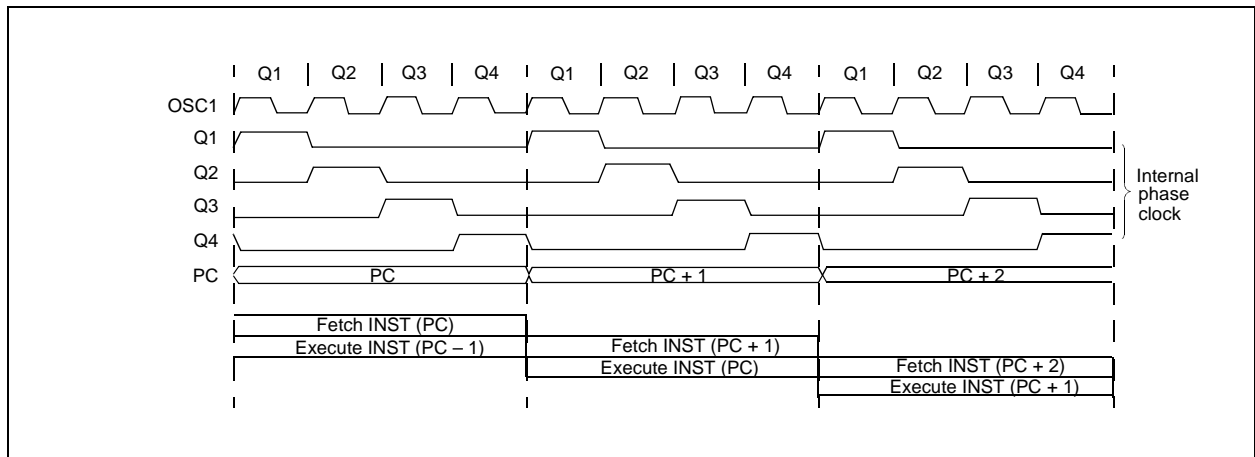 Q1 Q2 Q3 Q4 Q1 Q2 Q3 Q4 Q1 Q2 Q3 Q4
OSC1
Q1
Q2
Q3
Q4
Internal
phase
clock
PC PC PC + 1 PC + 2
Fetch INST (PC)
Execute INST (PC – 1) Fetch INST (PC + 1)
Execute INST (PC) Fetch INST (PC + 2)
Execute INST (PC + 1)